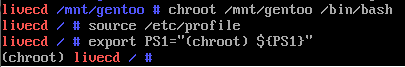 livecd /mnt/gentoo # chroot /mnt/gentoo /bin/bash
livecd / # source /etc/profile
livecd / # export PS1="(chroot) ${PS1}"
(chroot) livecd / #